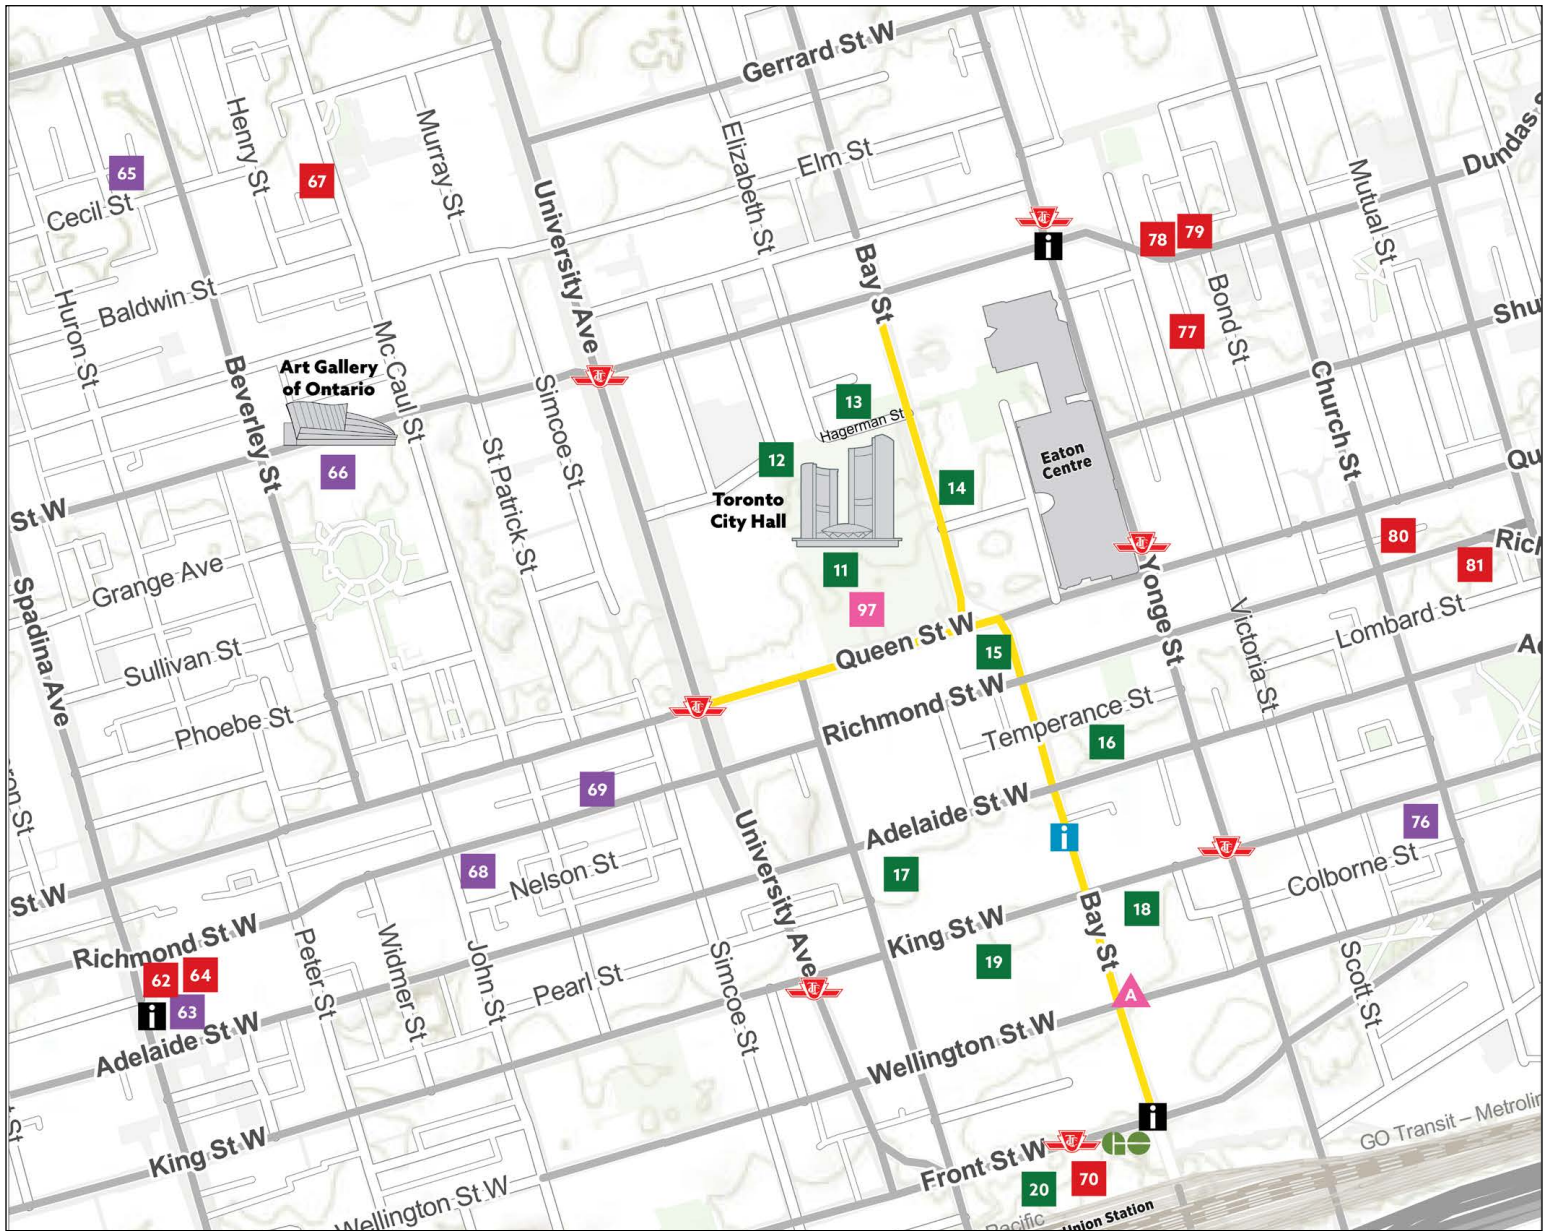 Gerrard St W
Dundas S
Henry St
Murray St
Elizabeth St
Elm St
Mutual St
65
67
Cecil St
University Ave
78
79
i
Bay St
Baldwin St
Huron St
Bond St
Shu
77
Mc Caul St
Art Gallery
of Ontario
Beverley St
Simcoe St
Church St
13
Hagerman St
St Patrick St
66
12
14
Eaton
Centre
Toronto
City Hall
Qu
St W
80
Rich
81
Yonge St
11
97
Grange Ave
Spadina Ave
Victoria St
Lombard St
Queen St W
15
Sullivan St
Ad
Richmond St W
Phoebe St
Temperance St
16
69
Adelaide St W
i
76
University Ave
68
Nelson St
17
Colborne St
St W
Bay St
18
King St W
Richmond St W
Peter St
Widmer St
John St
Simcoe St
Scott St
19
62
64
63
i
Pearl St
A
Adelaide St W
Wellington St W
i
GO Transit – Metrolin
King St W
Front St W
GO
20
70
Wellington St W
Pacific
Union Station